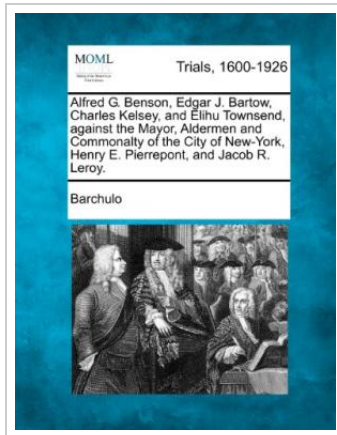 MOML
Trials, 1600-1926
Alfred G. Benson, Edgar J. Bartow,
Charles Kelsey, and Elihu Townsend,
against the Mayor, Aldermen and
Commonalty of the City of New-York,
Henry E. Pierrepont, and Jacob R.
Leroy.
Barchulo